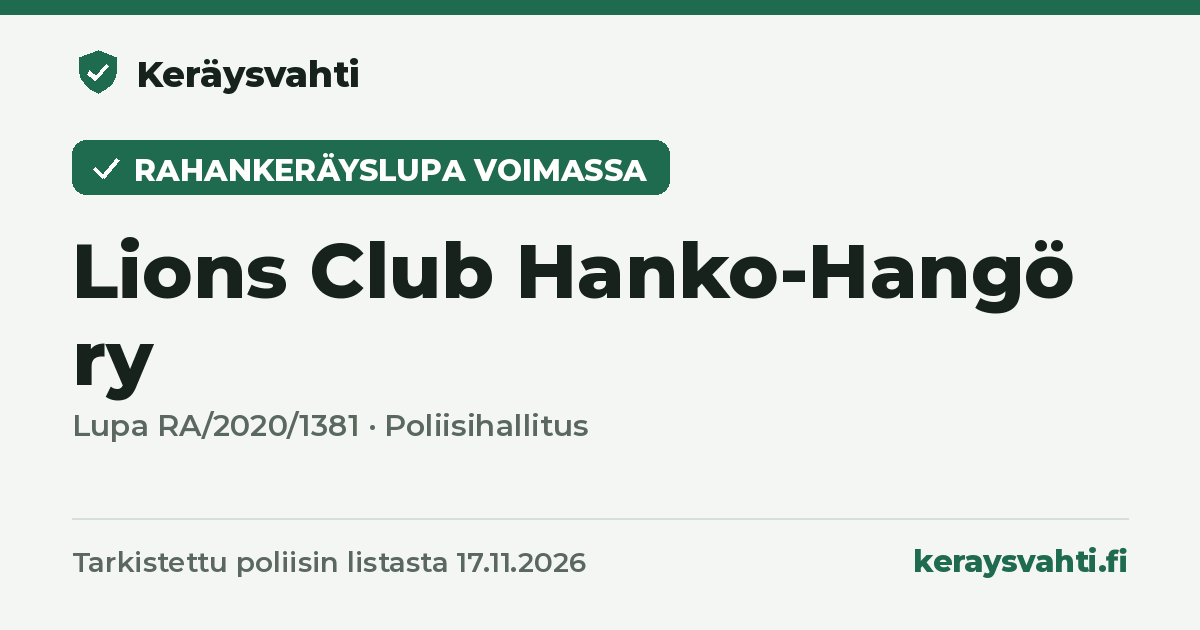 Keräysvahti
RAHANKERÄYSLUPA VOIMASSA
Lions Club Hanko-Hangö
ry
Lupa RA/2020/1381 · Poliisihallitus
Tarkistettu poliisin listasta 17.11.2026
keraysvahti.fi